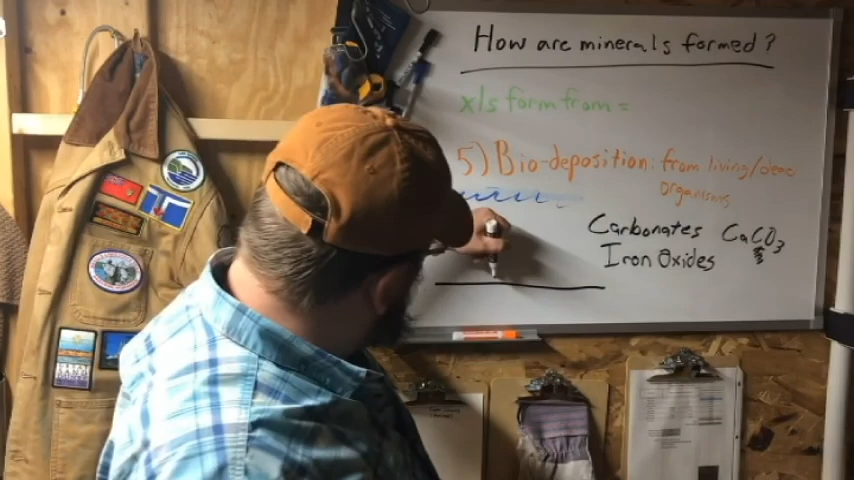 How are minerals formed?
xls form from =
5) Bio-deposition: from living/dead
organisms
Carbonates CaCO3
Iron Oxides